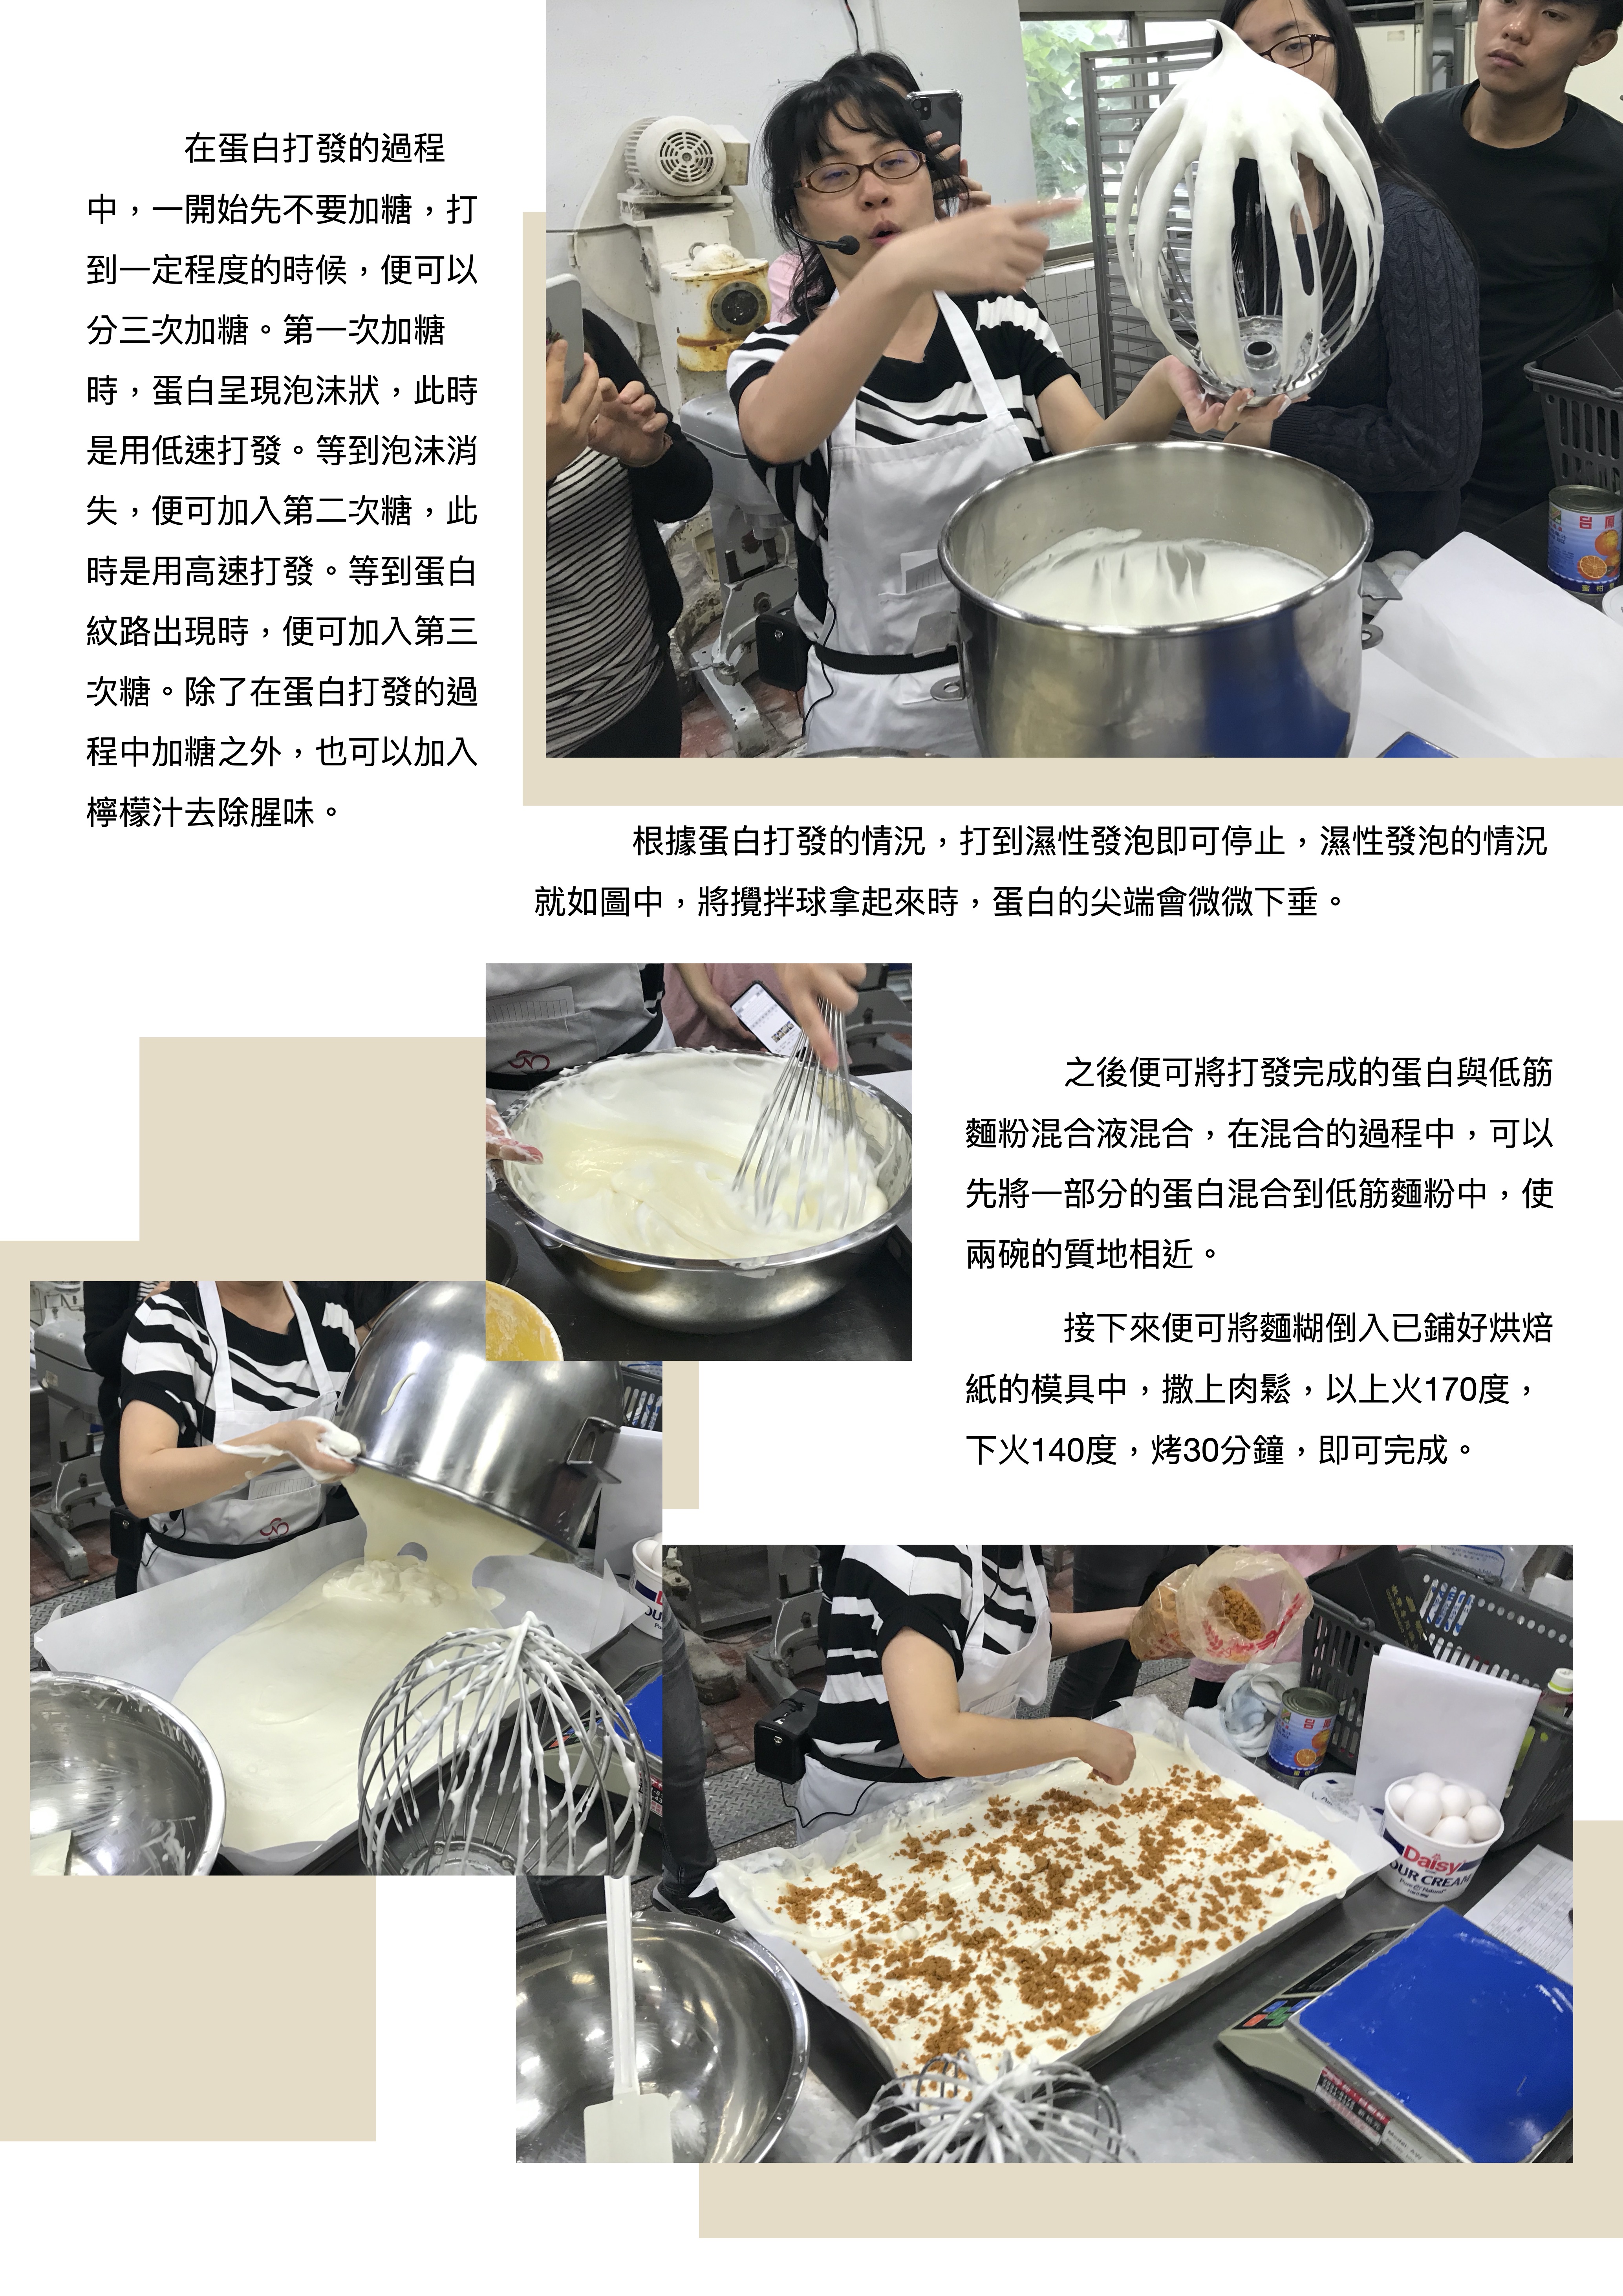 在蛋白打發的過程
中，一開始先不要加糖，打
到一定程度的時候，便可以
分三次加糖。第一次加糖
時，蛋白呈現泡沫狀，此時
是用低速打發。等到泡沫消
失，便可加入第二次糖，此
時是用高速打發。等到蛋白
紋路出現時，便可加入第三
次糖。除了在蛋白打發的過
程中加糖之外，也可以加入
檸檬汁去除腥味。
根據蛋白打發的情況，打到濕性發泡即可停止，濕性發泡的情況
就如圖中，將攪拌球拿起來時，蛋白的尖端會微微下垂。
之後便可將打發完成的蛋白與低筋
麵粉混合液混合，在混合的過程中，可以
先將一部分的蛋白混合到低筋麵粉中，使
兩碗的質地相近。
接下來便可將麵糊倒入已鋪好烘焙
紙的模具中，撒上肉鬆，以上火170度，
下火140度，烤30分鐘，即可完成。
Daisy
OUR CREAM
Pure & Natural